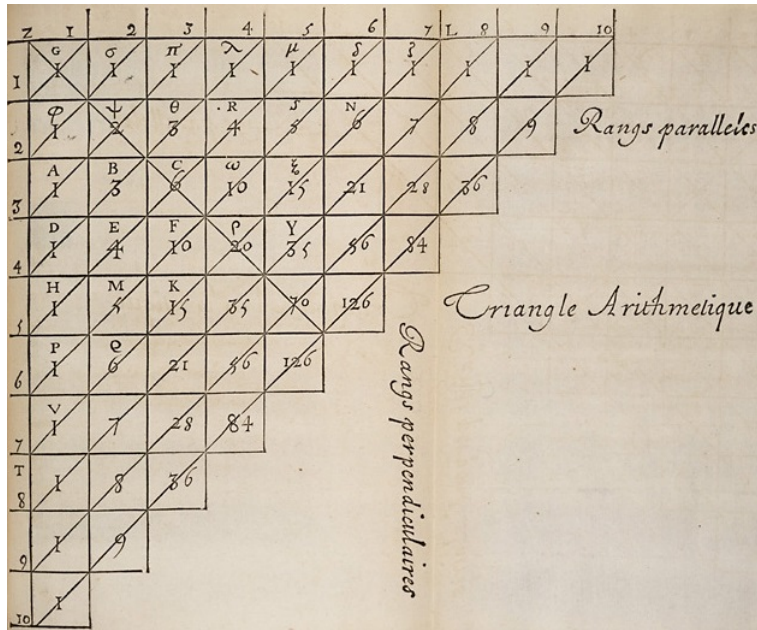 Z 1 2 3 4 5 6 7 L 8 9 10
G σ π λ μ δ ζ
1 1 1 1 1 1 1 1 1 1 1
φ ψ θ R S N
2 1 2 3 4 5 6 7 8 9 Rangs paralleles
A B C ω ξ
3 1 3 6 10 15 21 28 36
D E F ρ Y
4 1 4 10 20 35 56 84
H M K
5 1 5 15 35 70 126 Triangle Arithmetique
P Q
6 1 6 21 56 126
V
7 1 7 28 84
T
8 1 8 36
9 1 9
10 1
Rangs perpendiculaires